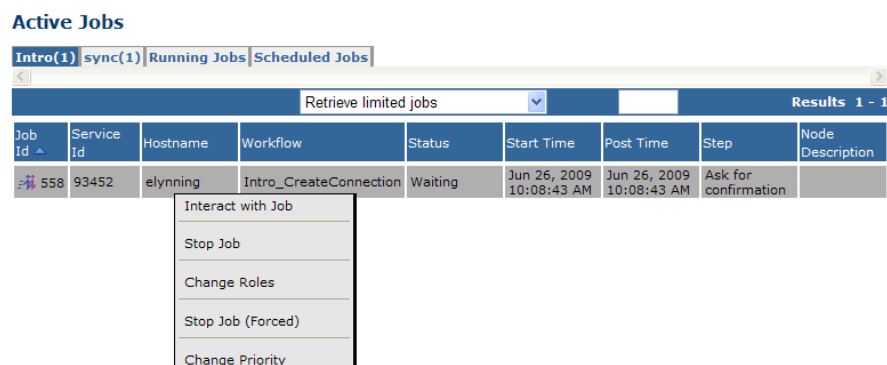 Active Jobs
Intro(1) sync(1) Running Jobs Scheduled Jobs
Retrieve limited jobs Results 1 - 1
Job Id Service Id Hostname Workflow Status Start Time Post Time Step Node Description
558 93452 elynning Intro_CreateConnection Waiting Jun 26, 2009 10:08:43 AM Jun 26, 2009 10:08:43 AM Ask for confirmation
Interact with Job
Stop Job
Change Roles
Stop Job (Forced)
Change Priority